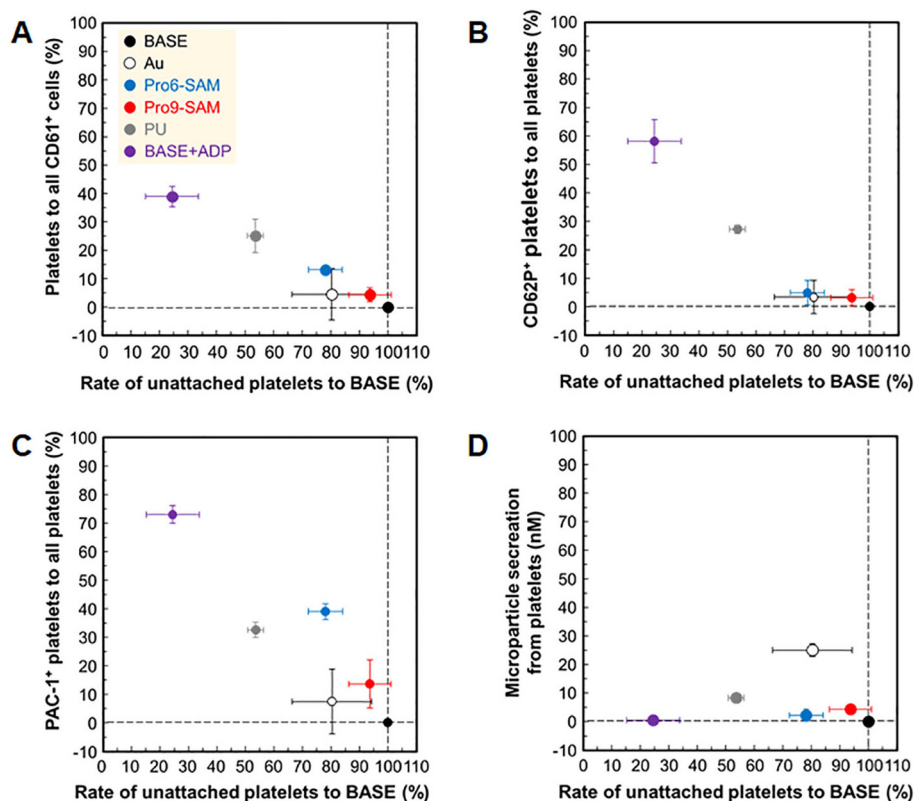 A
Platelets to all CD61⁺ cells (%)
100
90
80
70
60
50
40
30
20
10
0
-10
BASE
Au
Pro6-SAM
Pro9-SAM
PU
BASE+ADP
0 10 20 30 40 50 60 70 80 90 100 110
Rate of unattached platelets to BASE (%)
B
CD62P⁺ platelets to all platelets (%)
100
90
80
70
60
50
40
30
20
10
0
-10
0 10 20 30 40 50 60 70 80 90 100 110
Rate of unattached platelets to BASE (%)
C
PAC-1⁺ platelets to all platelets (%)
100
90
80
70
60
50
40
30
20
10
0
-10
0 10 20 30 40 50 60 70 80 90 100 110
Rate of unattached platelets to BASE (%)
D
Microparticle secreation
from platelets (nM)
100
90
80
70
60
50
40
30
20
10
0
-10
0 10 20 30 40 50 60 70 80 90 100 110
Rate of unattached platelets to BASE (%)